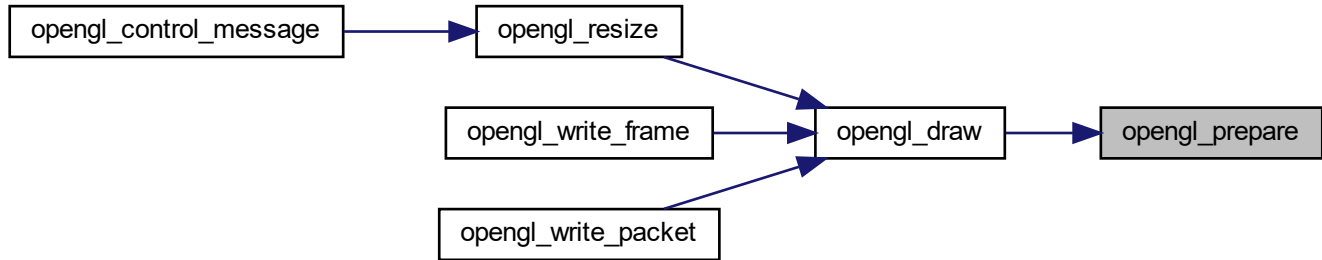 opengl_control_message
opengl_resize
opengl_write_frame
opengl_draw
opengl_prepare
opengl_write_packet